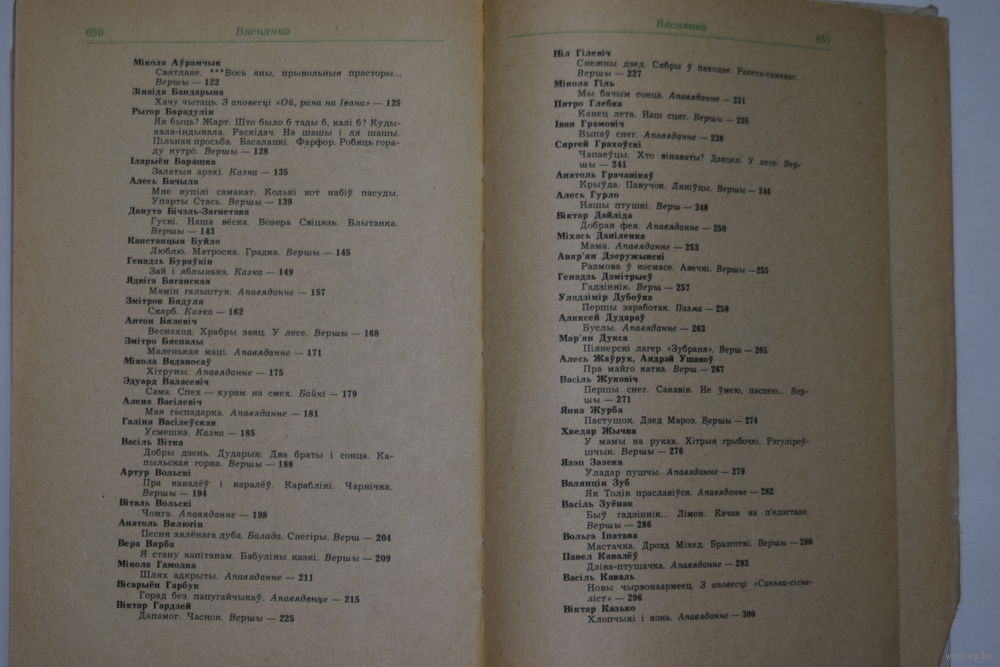 650
Вяснянка
Мікола Аўрамчык
Святлане. ***Вось яны, прывольныя прасторы...
Вершы — 122
Зінаіда Бандарына
Хачу чытаць. З аповесці «Ой, рана на Івана» — 125
Рыгор Барадулін
Як быць? Жарт. Што было б тады б, калі б? Куды-
кала-індыкала. Раскідач. На шашы і ля шашы.
Пільная просьба. Басалапкі. Фарфор. Робяць гора-
ду нутро. Вершы — 128
Іларыён Барашка
Залатыя арэхі. Казка — 135
Алесь Бачыла
Мне купілі самакат. Колькі кот набіў пасуды.
Упарты Стась. Вершы — 139
Данута Бічэль-Загнетава
Гускі. Наша вёска. Возера Свіцязь. Блытанка.
Вершы — 143
Канстанцыя Буйло
Люблю. Матроска. Градка. Вершы — 145
Генадзь Бураўкін
Зай і яблынька. Казка — 149
Ядвіга Бяганская
Мамін гальштук. Апавяданне — 157
Змітрок Бядуля
Скарб. Казка — 162
Антон Бялевіч
Веснаход. Храбры заяц. У лесе. Вершы — 168
Змітро Бяспалы
Маленькая маці. Апавяданне — 171
Мікола Ваданосаў
Хітруны. Апавяданне — 175
Эдуард Валасевіч
Сама. Спех — курам на смех. Байкі — 179
Алена Васілевіч
Мая гаспадарка. Апавяданне — 181
Галіна Васілеўская
Усмешка. Казка — 185
Васіль Вітка
Добры дзень. Дударык. Два браты і сонца. Ка-
пыльская горка. Вершы — 188
Артур Вольскі
Пра кавалёў і каралёў. Караблікі. Чарнічка.
Вершы — 194
Віталь Вольскі
Чомга. Апавяданне — 198
Анатоль Вялюгін
Песня зялёнага дуба. Балада. Снегіры. Верш — 204
Вера Вярба
Я стану капітанам. Бабуліны казкі. Вершы — 209
Мікола Гамолка
Шлях адкрыты. Апавяданне — 211
Вісарыён Гарбук
Горад без папугайчыкаў. Апавяданне — 215
Віктар Гардзей
Дапамог. Часнок. Вершы — 225
Вяснянка
651
Ніл Гілевіч
Снежны дзед. Сябры ў паходзе. Ракета-самакат.
Вершы — 227
Мікола Гіль
Мы бачым сонца. Апавяданне — 231
Пятро Глебка
Канец лета. Наш сцяг. Вершы — 235
Іван Грамовіч
Выпаў снег. Апавяданне — 238
Сяргей Грахоўскі
Чапаеўцы. Хто вінаваты? Дзяцел. У лесе. Вер-
шы — 241
Анатоль Грачанікаў
Крыўда. Павучок. Ляніўцы. Вершы — 244
Алесь Гурло
Нашы птушкі. Верш — 248
Віктар Дайліда
Добрая фея. Апавяданне — 250
Міхась Даніленка
Мама. Апавяданне — 253
Авяр'ян Дзеружынскі
Размова ў космасе. Авечкі. Вершы — 255
Генадзь Дзмітрыеў
Гадзіннік. Верш — 257
Уладзімір Дубоўка
Першы заработак. Паэма — 258
Аляксей Дудараў
Буслы. Апавяданне — 263
Мар'ян Дукса
Піянерскі лагер «Зубраня». Верш — 265
Алесь Жаўрук, Андрэй Ушакоў
Пра майго катка. Верш — 267
Васіль Жуковіч
Першы снег. Сакавік. Не ўмею, паспею... Вер-
шы — 271
Янка Журба
Пастушок. Дзед Мароз. Вершы — 274
Хведар Жычка
У мамы на руках. Хітрыя грыбочкі. Рэгуліроў-
шчык. Вершы — 276
Язэп Зазека
Уладар пушчы. Апавяданне — 279
Валянцін Зуб
Як Толік праславіўся. Апавяданне — 282
Васіль Зуёнак
Быў гадзіннік... Лімон. Качан на п'едэстале.
Вершы — 286
Вольга Іпатава
Мастачка. Дрозд Міхед. Бразготкі. Вершы — 290
Павел Кавалёў
Дзіва-птушачка. Апавяданне — 293
Васіль Каваль
Новы чырвонаармеец. З аповесці «Санька-сігна-
ліст» — 296
Віктар Казько
Хлопчыкі і конь. Апавяданне — 300
www.ay.by